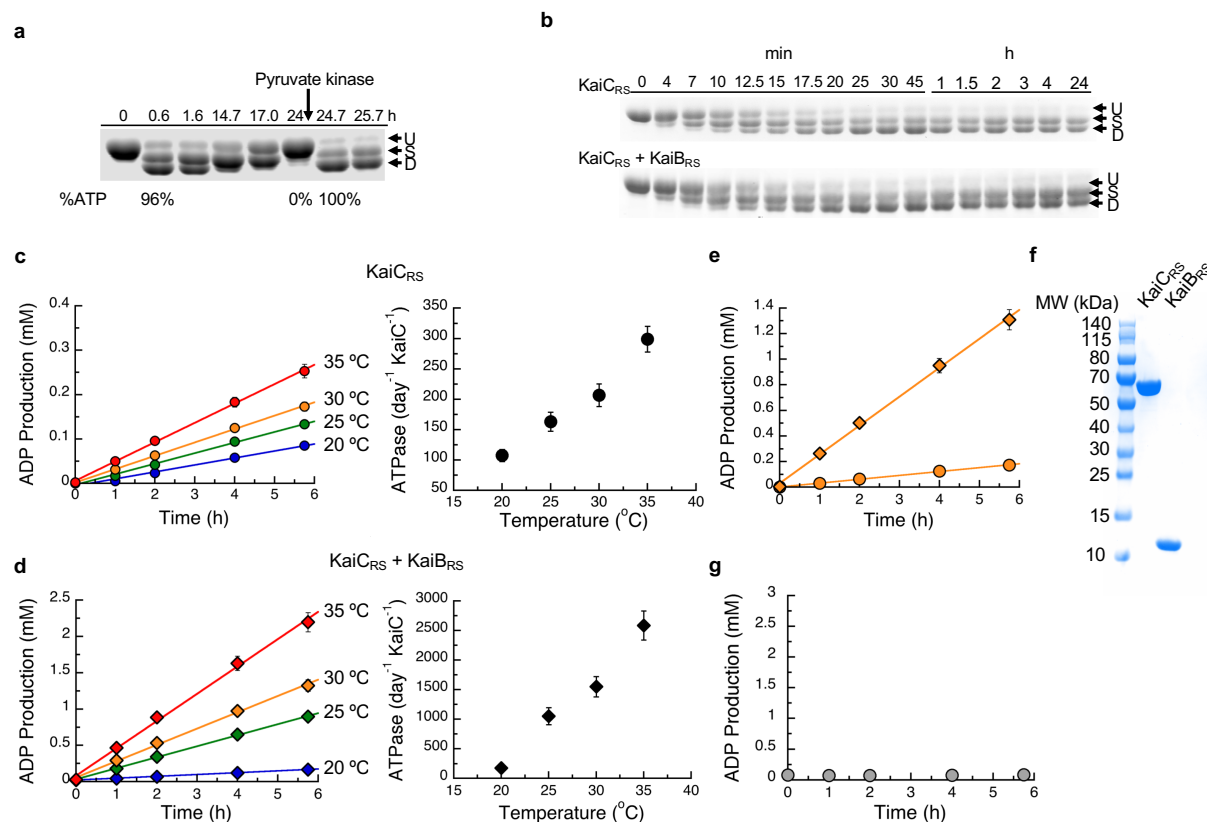 a
Pyruvate kinase
0 0.6 1.6 14.7 17.0 24 24.7 25.7 h
U
S
D
%ATP 96% 0% 100%
b
min h
KaiCRS 0 4 7 10 12.5 15 17.5 20 25 30 45 1 1.5 2 3 4 24
U
S
D
KaiCRS + KaiBRS
U
S
D
c
KaiCRS
ADP Production (mM)
0.4
0.3
0.2
0.1
0
35 ºC
30 ºC
25 ºC
20 ºC
0 1 2 3 4 5 6
Time (h)
ATPase (day-1 KaiC-1)
350
300
250
200
150
100
50
15 20 25 30 35 40
Temperature (oC)
e
ADP Production (mM)
1.4
1.2
1
0.8
0.6
0.4
0.2
0
0 1 2 3 4 5 6
Time (h)
f
KaiCRS
KaiBRS
MW (kDa)
140
115
80
70
50
40
30
25
15
10
d
KaiCRS + KaiBRS
ADP Production (mM)
2.5
2
1.5
1
0.5
0
35 ºC
30 ºC
25 ºC
20 ºC
0 1 2 3 4 5 6
Time (h)
ATPase (day-1 KaiC-1)
3000
2500
2000
1500
1000
500
0
15 20 25 30 35 40
Temperature (oC)
g
ADP Production (mM)
3
2.5
2
1.5
1
0.5
0
0 1 2 3 4 5 6
Time (h)